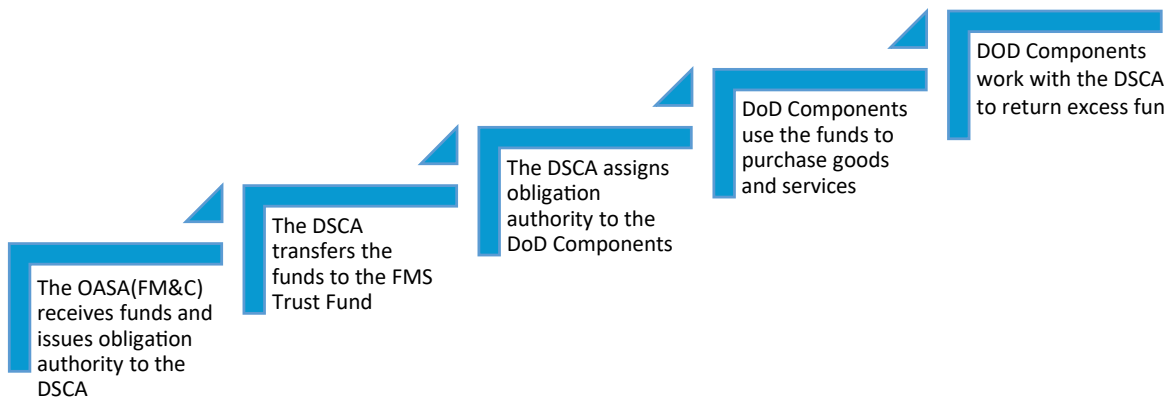 The OASA(FM&C)
receives funds and
issues obligation
authority to the
DSCA
The DSCA
transfers the
funds to the FMS
Trust Fund
The DSCA assigns
obligation
authority to the
DoD Components
DoD Components
use the funds to
purchase goods
and services
DOD Components
work with the DSCA
to return excess fun